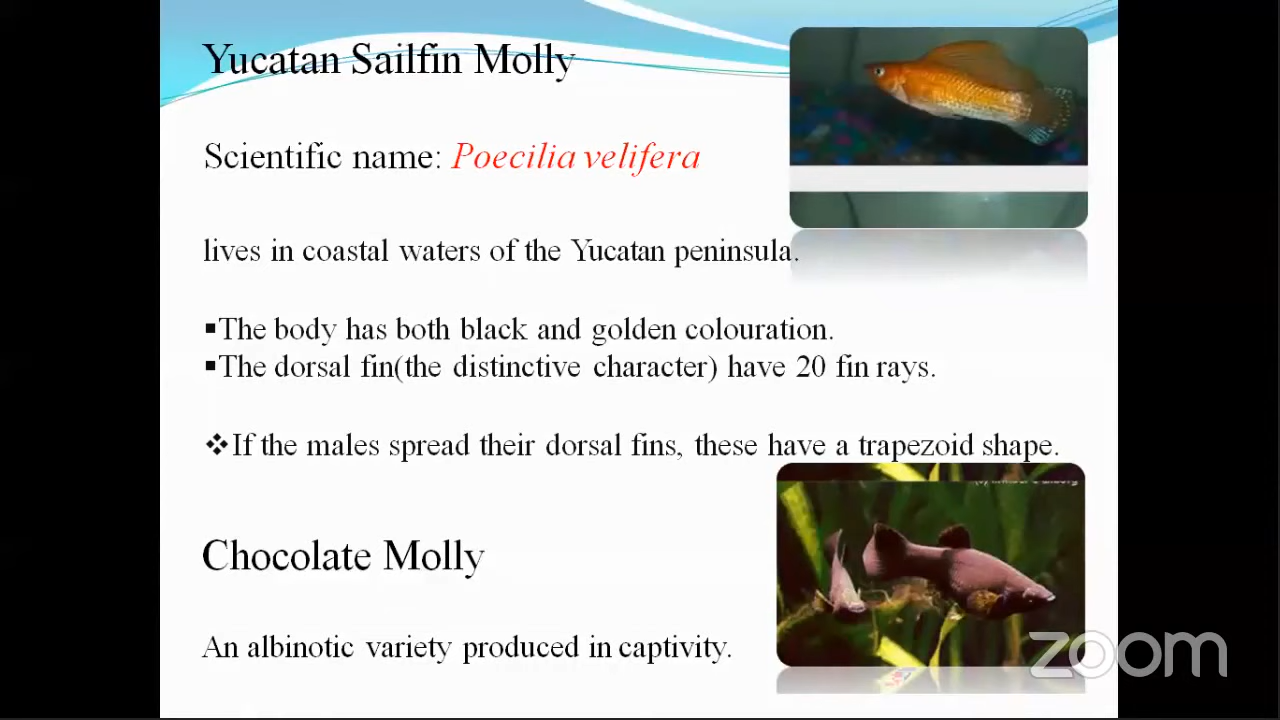 Yucatan Sailfin Molly
Scientific name: Poecilia velifera
lives in coastal waters of the Yucatan peninsula.
▪The body has both black and golden colouration.
▪The dorsal fin(the distinctive character) have 20 fin rays.
❖If the males spread their dorsal fins, these have a trapezoid shape.
Chocolate Molly
An albinotic variety produced in captivity.
zoom